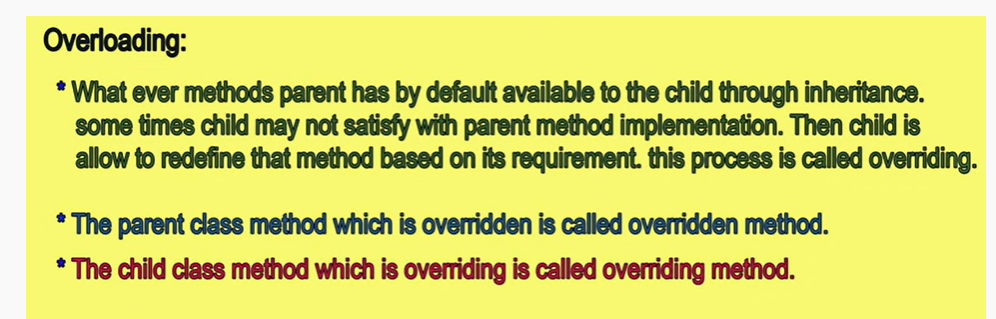 Overloading:
* What ever methods parent has by default available to the child through inheritance.
some times child may not satisfy with parent method implementation. Then child is
allow to redefine that method based on its requirement. this process is called overriding.
* The parent class method which is overridden is called overridden method.
* The child class method which is overriding is called overriding method.